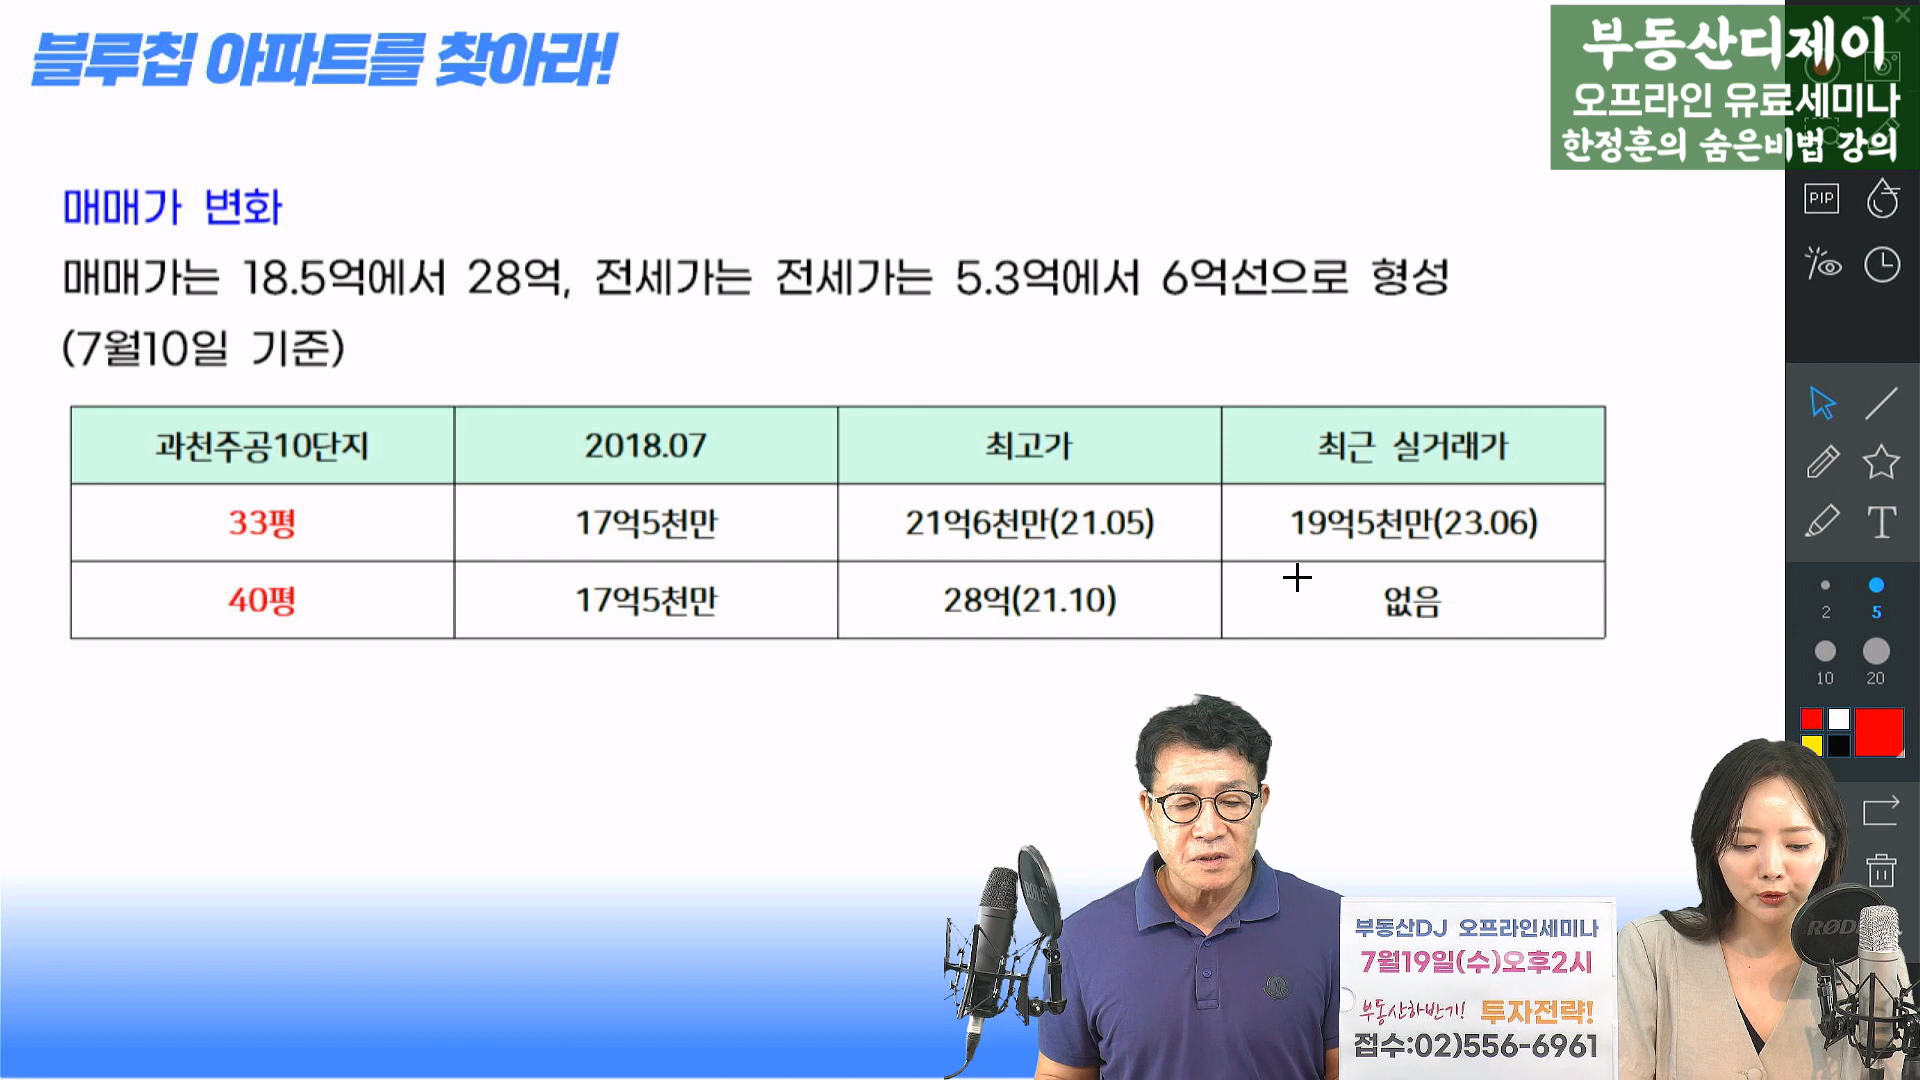 블루칩 아파트를 찾아라!
부동산디제이
오프라인 유료세미나
한정훈의 숨은비법 강의
매매가 변화
매매가는 18.5억에서 28억, 전세가는 전세가는 5.3억에서 6억선으로 형성
(7월10일 기준)
과천주공10단지 2018.07 최고가 최근 실거래가
33평 17억5천만 21억6천만(21.05) 19억5천만(23.06)
40평 17억5천만 28억(21.10) 없음
PIP
T
2 5
10 20
부동산DJ 오프라인세미나
7월19일(수)오후2시
부동산하반기! 투자전략!
접수:02)556-6961
RØDE